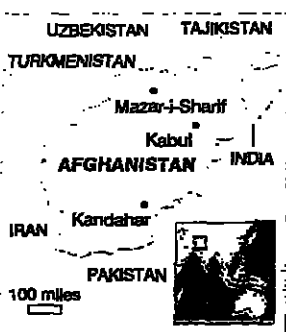 UZBEKISTAN TAJIKISTAN
TURKMENISTAN
Mazar-i-Sharif
Kabul
AFGHANISTAN INDIA
Kandahar
IRAN
PAKISTAN
100 miles